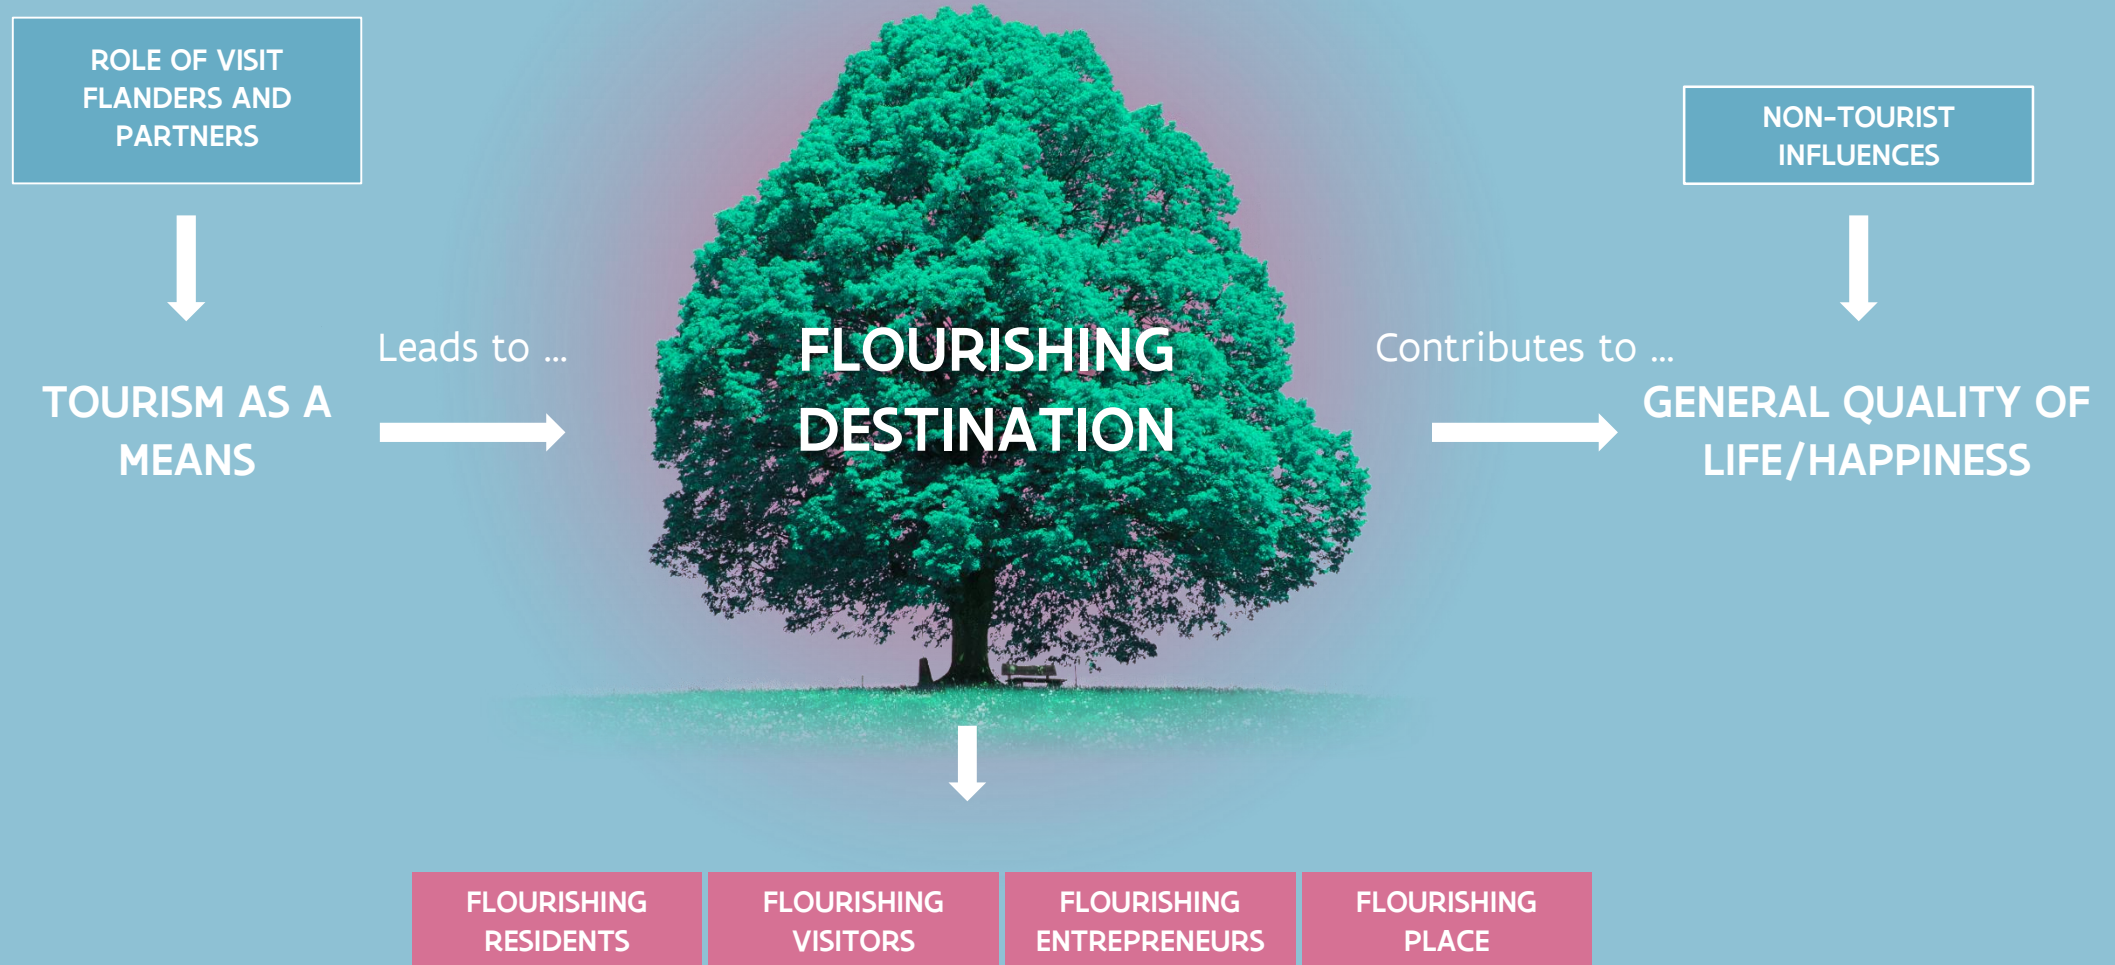 ROLE OF VISIT
FLANDERS AND
PARTNERS
NON-TOURIST
INFLUENCES
Leads to ...
Contributes to ...
TOURISM AS A
MEANS
FLOURISHING
DESTINATION
GENERAL QUALITY OF
LIFE/HAPPINESS
FLOURISHING
RESIDENTS
FLOURISHING
VISITORS
FLOURISHING
ENTREPRENEURS
FLOURISHING
PLACE